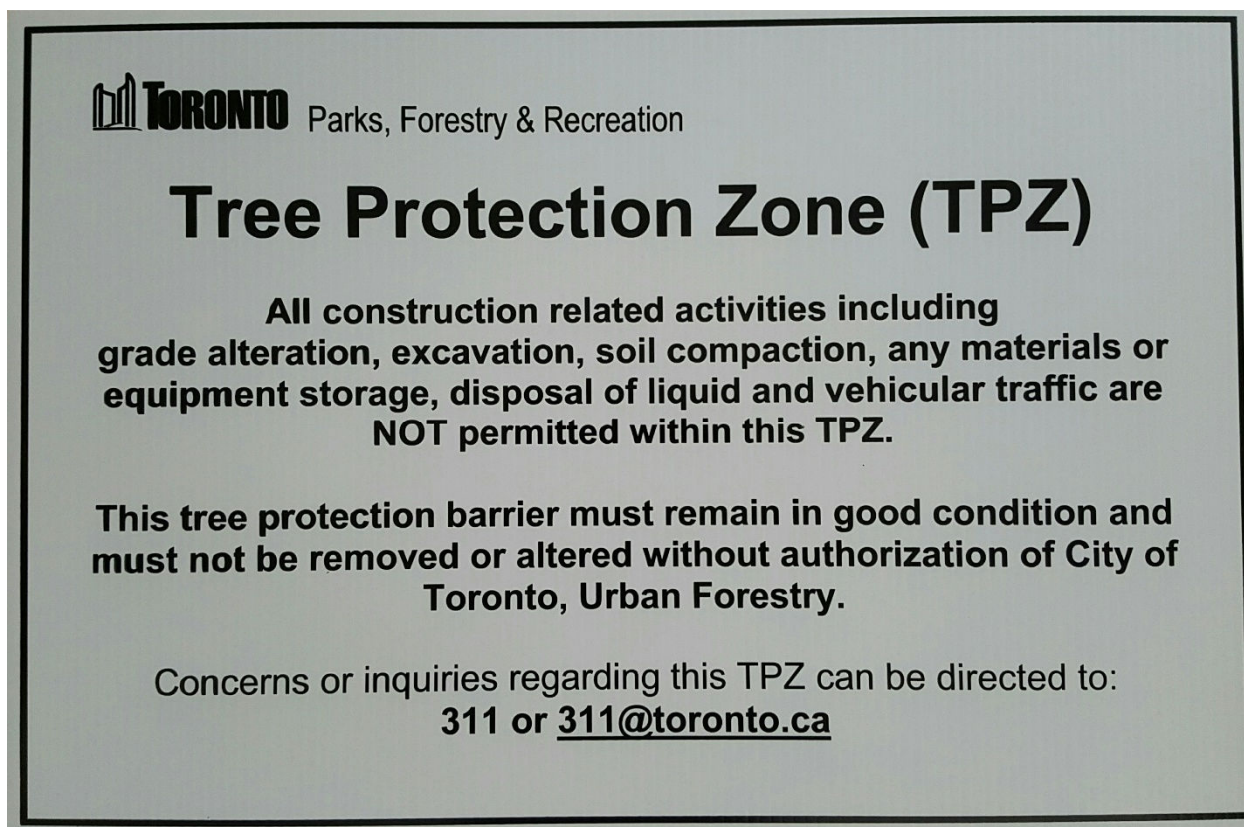 TORONTO Parks, Forestry & Recreation
Tree Protection Zone (TPZ)
All construction related activities including
grade alteration, excavation, soil compaction, any materials or
equipment storage, disposal of liquid and vehicular traffic are
NOT permitted within this TPZ.
This tree protection barrier must remain in good condition and
must not be removed or altered without authorization of City of
Toronto, Urban Forestry.
Concerns or inquiries regarding this TPZ can be directed to:
311 or 311@toronto.ca